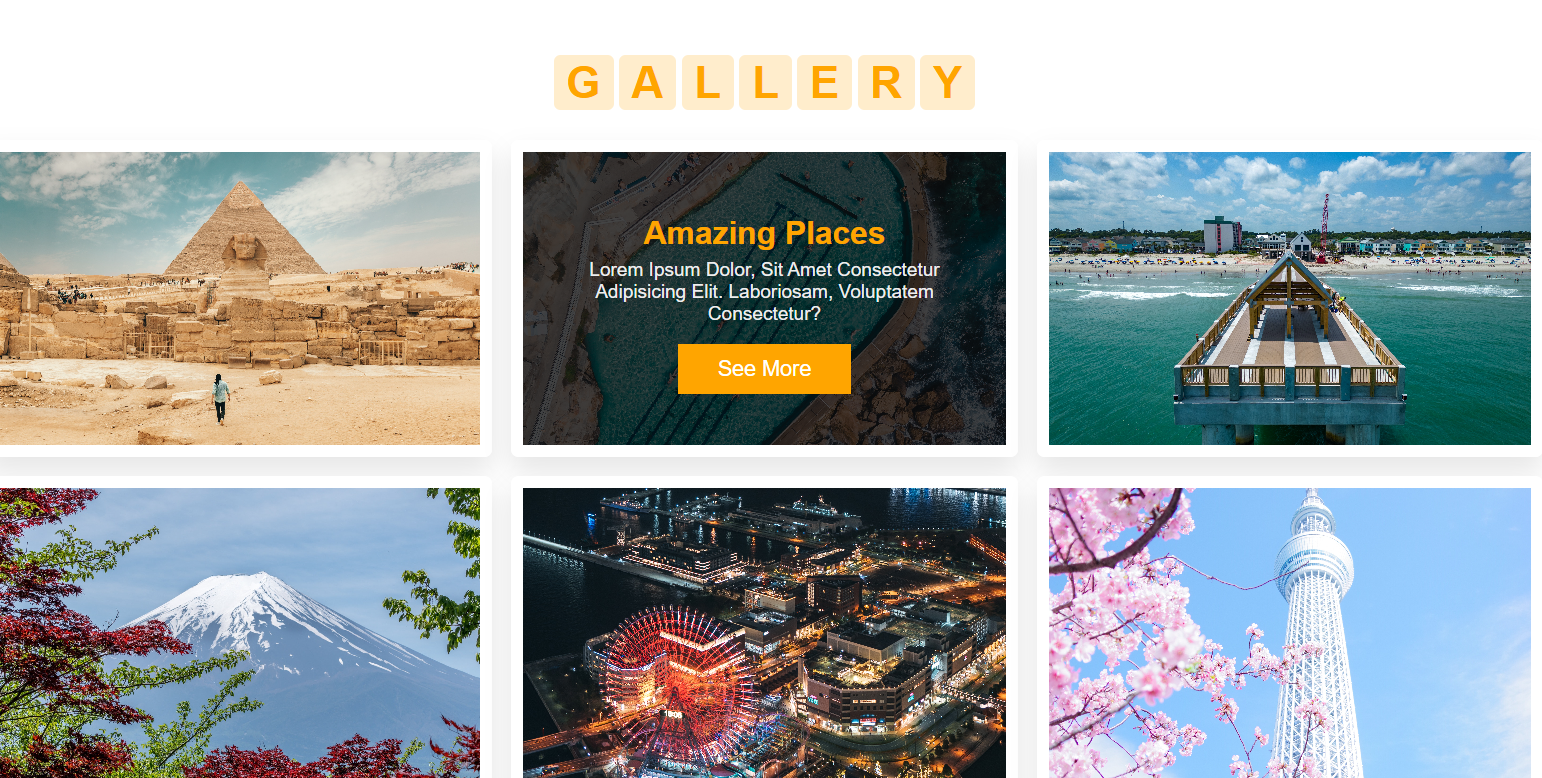 GALLERY
Amazing Places
Lorem Ipsum Dolor, Sit Amet Consectetur
Adipisicing Elit. Laboriosam, Voluptatem
Consectetur?
See More